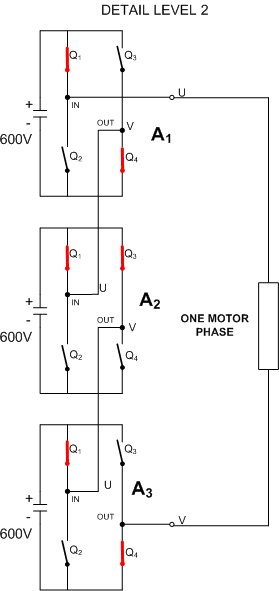 DETAIL LEVEL 2
Q1
Q3
+
U
IN
600V
OUT
V
A1
-
Q2
Q4
Q1
Q3
U
+
IN
A2
OUT
V
600V
-
Q2
Q4
ONE MOTOR
PHASE
Q1
Q3
U
A3
+
IN
OUT
V
600V
-
Q2
Q4